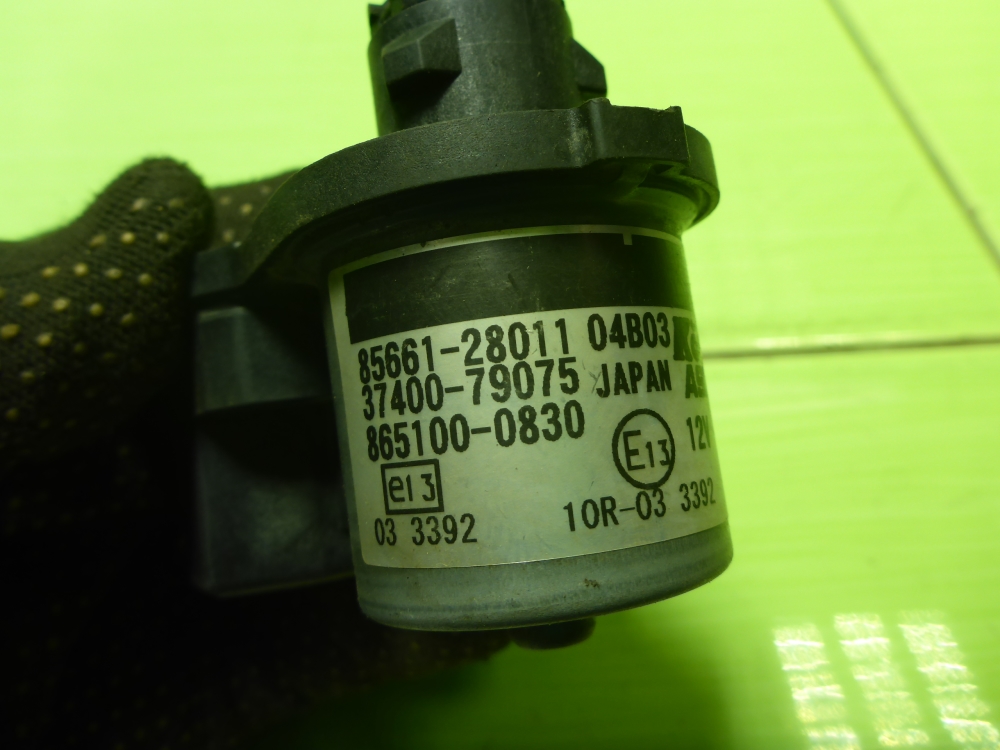 85661-28011 04B03
37400-79075 JAPAN
865100-0830 12V
e13 E13
03 3392 10R-03 3392